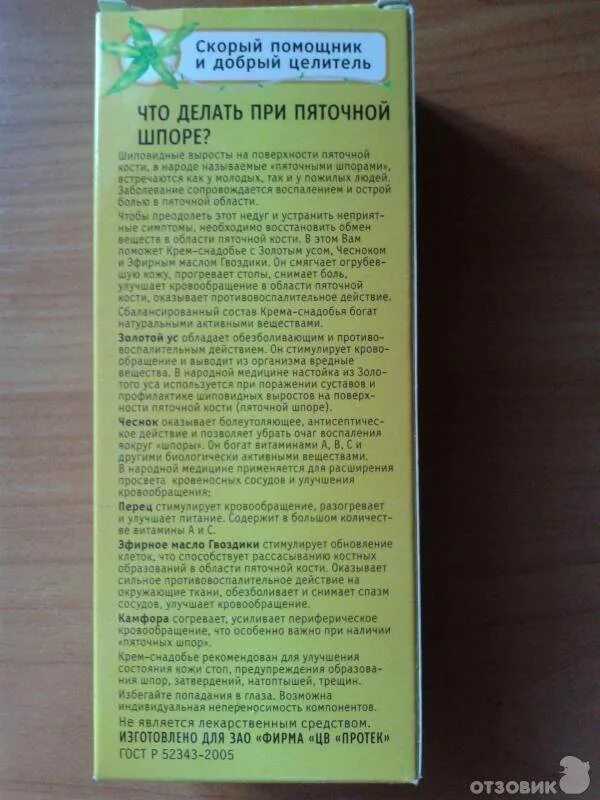 Скорый помощник
и добрый целитель
ЧТО ДЕЛАТЬ ПРИ ПЯТОЧНОЙ
ШПОРЕ?
Шиповидные выросты на поверхности пяточной
кости, в народе называемые «пяточными шпорами»,
встречаются как у молодых, так и у пожилых людей.
Заболевание сопровождается воспалением и острой
болью в пяточной области.
Чтобы преодолеть этот недуг и устранить неприят-
ные симптомы, необходимо восстановить обмен
веществ в области пяточной кости. В этом Вам
поможет Крем-снадобье с Золотым усом, Чесноком
и Эфирным маслом Гвоздики. Он смягчает огрубев-
шую кожу, прогревает стопы, снимает боль,
улучшает кровообращение в области пяточной
кости, оказывает противовоспалительное действие.
Сбалансированный состав Крема-снадобья богат
натуральными активными веществами.
Золотой ус обладает обезболивающим и противо-
воспалительным действием. Он стимулирует крово-
обращение и выводит из организма вредные
вещества. В народной медицине настойка из Золо-
того уса используется при поражении суставов и
профилактике шиповидных выростов на поверх-
ности пяточной кости (пяточной шпоре).
Чеснок оказывает болеутоляющее, антисептичес-
кое действие и позволяет убрать очаг воспаления
вокруг «шпоры». Он богат витаминами А, В, С и
другими биологически активными веществами.
В народной медицине применяется для расширения
просвета кровеносных сосудов и улучшения
кровообращения;
Перец стимулирует кровообращение, разогревает
и улучшает питание. Содержит в большом количест-
ве витамины А и С.
Эфирное масло Гвоздики стимулирует обновление
клеток, что способствует рассасыванию костных
образований в области пяточной кости. Оказывает
сильное противовоспалительное действие на
окружающие ткани, обезболивает и снимает спазм
сосудов, улучшает кровообращение.
Камфора согревает, усиливает периферическое
кровообращение, что особенно важно при наличии
«пяточных шпор».
Крем-снадобье рекомендован для улучшения
состояния кожи стоп, предупреждения образова-
ния шпор, затвердений, натоптышей, трещин.
Избегайте попадания в глаза. Возможна
индивидуальная непереносимость компонентов.
Не является лекарственным средством.
ИЗГОТОВЛЕНО ДЛЯ ЗАО «ФИРМА «ЦВ «ПРОТЕК»
ГОСТ Р 52343-2005
ОТЗОВИК